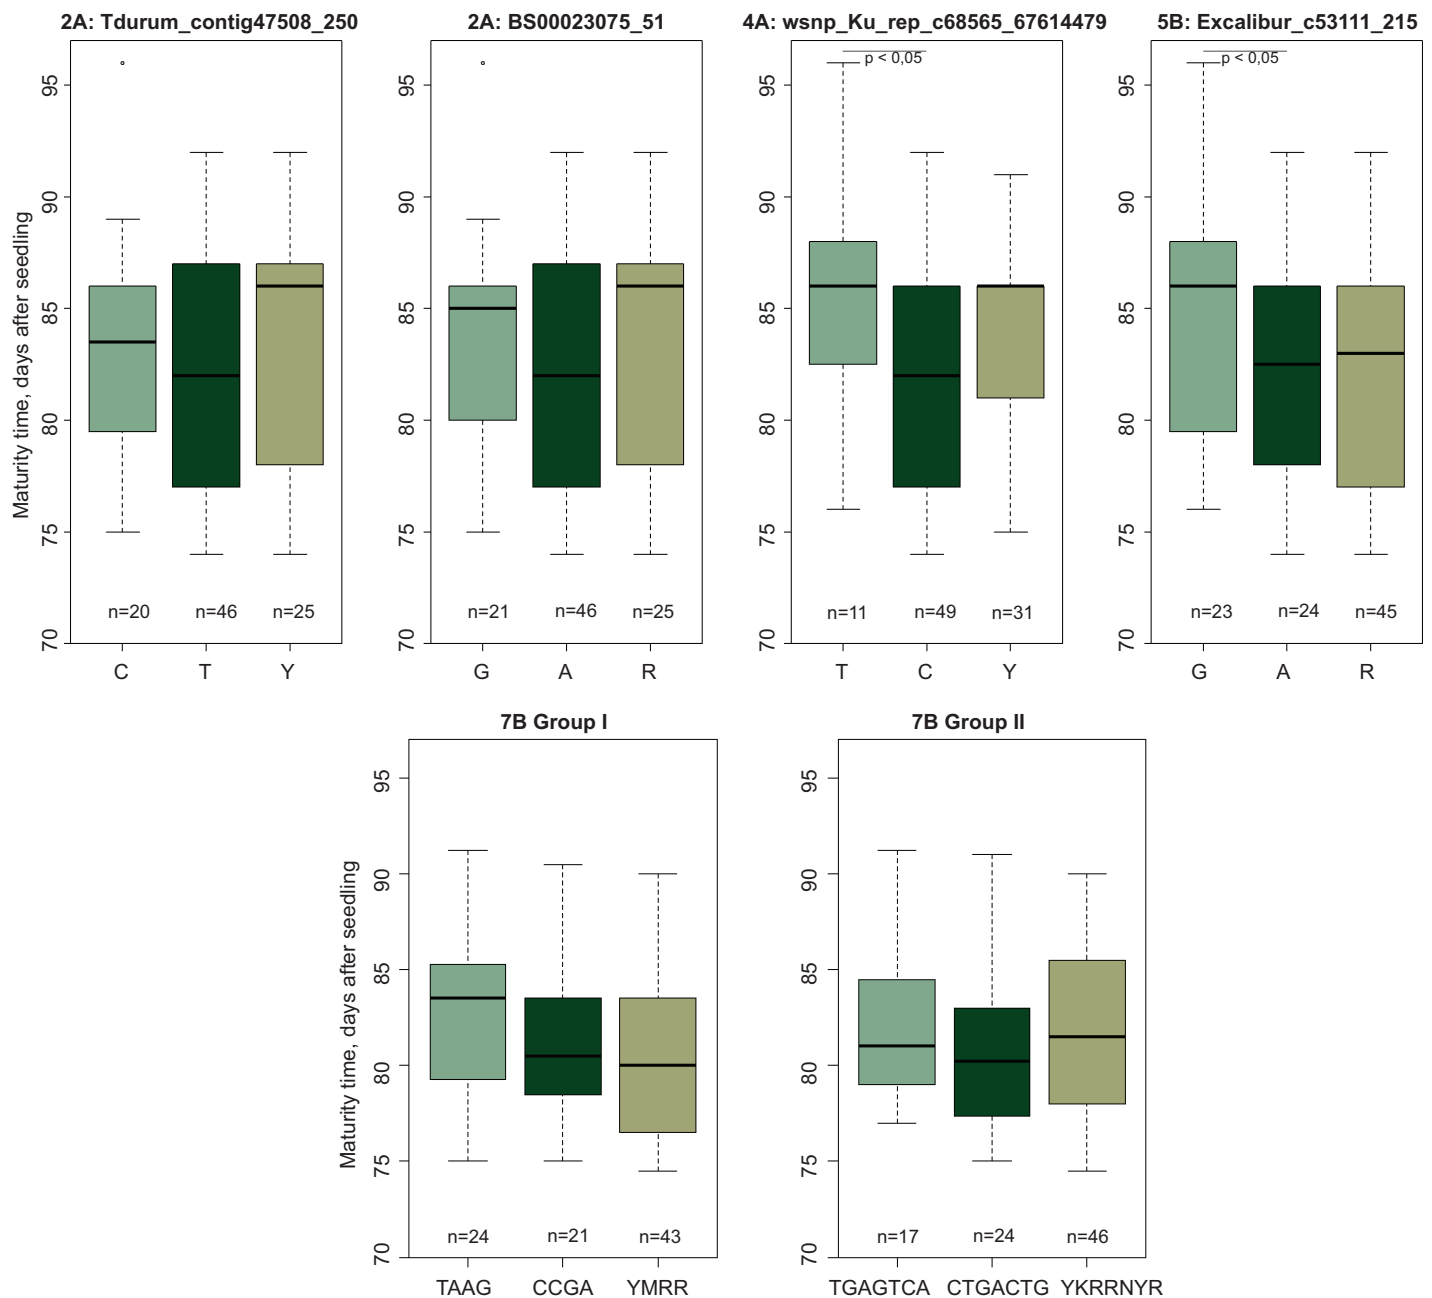 2A: Tdurum_contig47508_250
2A: BS00023075_51
4A: wsnp_Ku_rep_c68565_67614479
5B: Excalibur_c53111_215
Maturity time, days after seedling
95
90
85
80
75
70
n=20 n=46 n=25
C T Y
95
90
85
80
75
70
n=21 n=46 n=25
G A R
p < 0,05
95
90
85
80
75
70
n=11 n=49 n=31
T C Y
p < 0,05
95
90
85
80
75
70
n=23 n=24 n=45
G A R
7B Group I
Maturity time, days after seedling
95
90
85
80
75
70
n=24 n=21 n=43
TAAG CCGA YMRR
7B Group II
95
90
85
80
75
70
n=17 n=24 n=46
TGAGTCA CTGACTG YKRRNYR